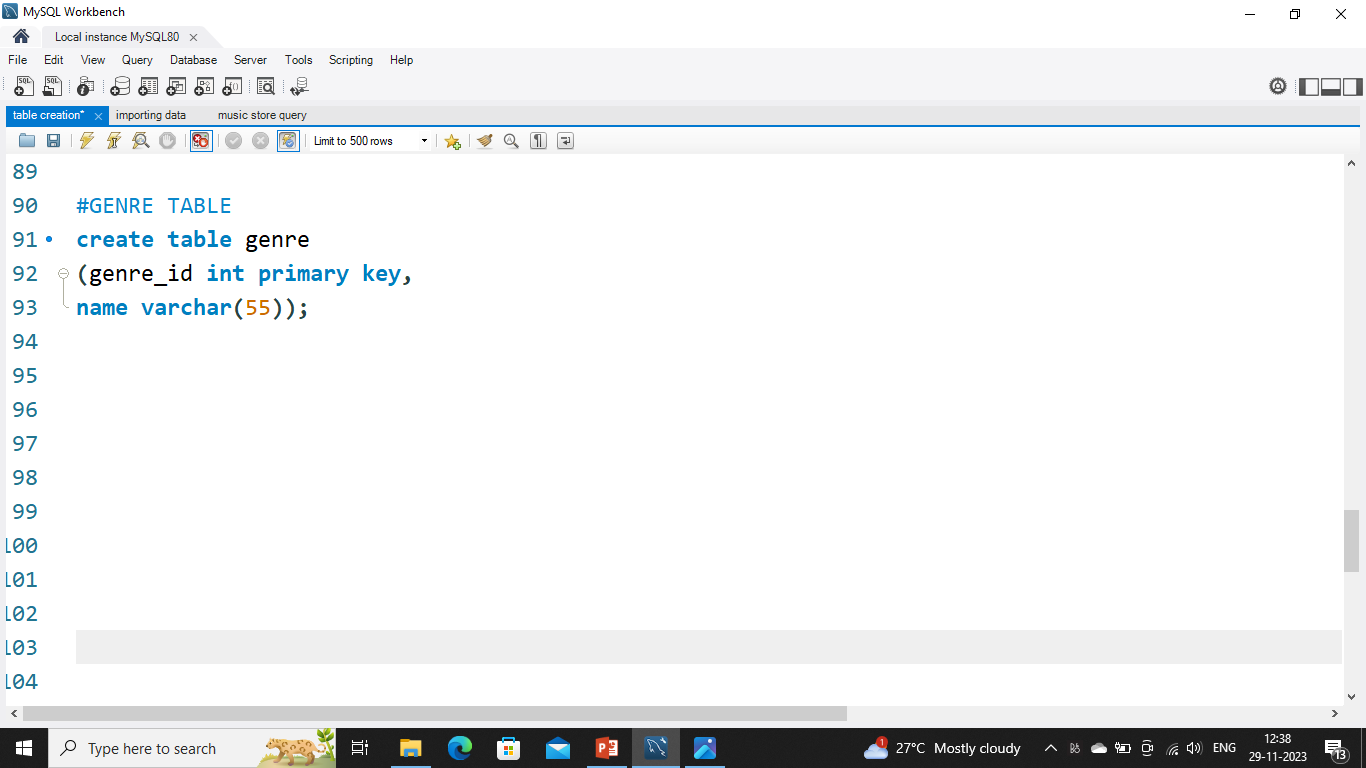 MySQL Workbench
Local instance MySQL80
File Edit View Query Database Server Tools Scripting Help
table creation* importing data music store query
Limit to 500 rows
89
90 #GENRE TABLE
91 create table genre
92 (genre_id int primary key,
93 name varchar(55));
94
95
96
97
98
99
100
101
102
103
104
Type here to search
1
27°C Mostly cloudy
ENG
12:38
29-11-2023
13